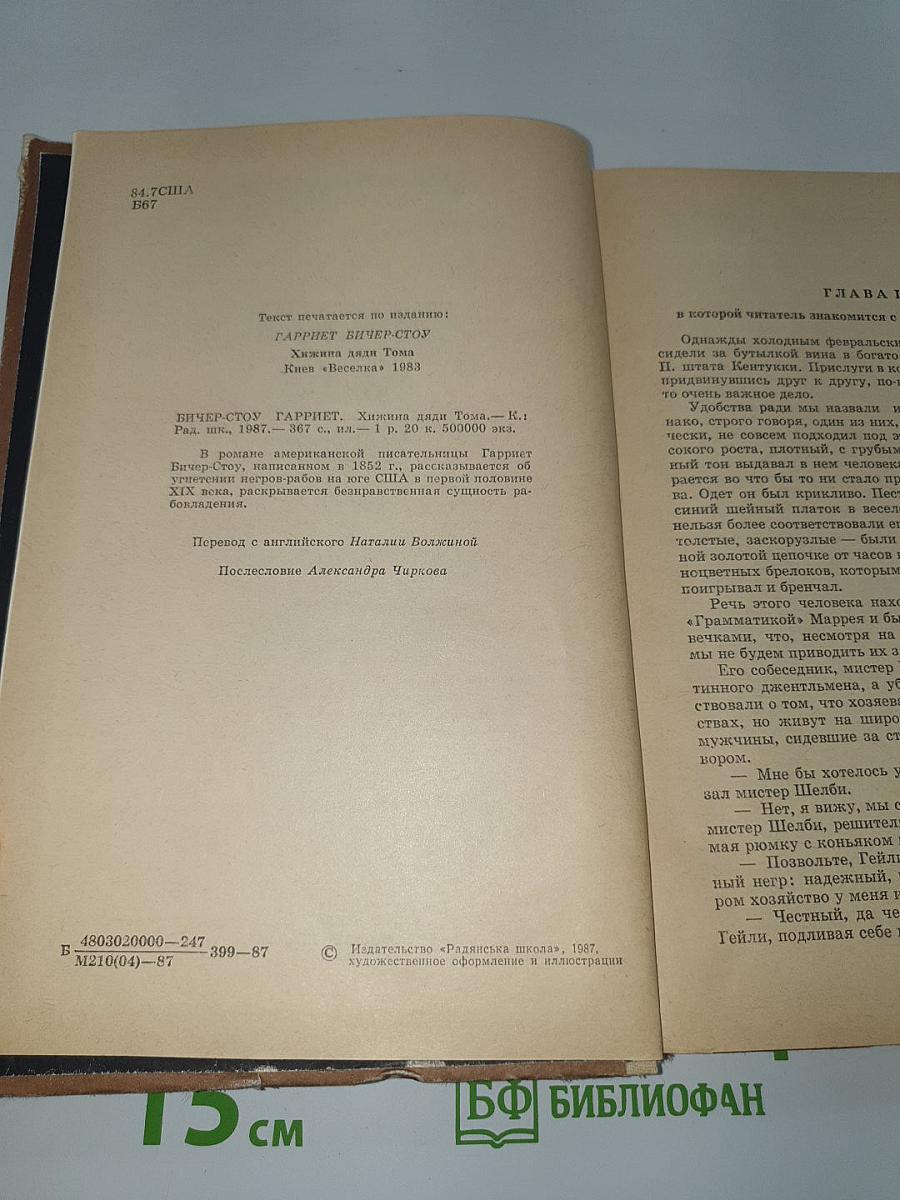 84.7США
Б67
Текст печатается по изданию:
ГАРРИЕТ БИЧЕР-СТОУ
Хижина дяди Тома
Киев «Веселка» 1983
БИЧЕР-СТОУ ГАРРИЕТ. Хижина дяди Тома.— К.:
Рад. шк., 1987.— 367 с., ил.— 1 р. 20 к. 500000 экз.
В романе американской писательницы Гарриет
Бичер-Стоу, написанном в 1852 г., рассказывается об
угнетении негров-рабов на юге США в первой половине
XIX века, раскрывается безнравственная сущность ра-
бовладения.
Перевод с английского Наталии Волжиной
Послесловие Александра Чиркова
Б 4803020000—247
М210(04)—87
399—87
© Издательство «Радянська школа», 1987,
художественное оформление и иллюстрации
ГЛАВА I
в которой читатель знакомится с
Однажды холодным февральски
сидели за бутылкой вина в богато
П. штата Кентукки. Прислуги в ко
придвинувшись друг к другу, по-
то очень важное дело.
Удобства ради мы назвали и
нако, строго говоря, один из них,
чески, не совсем подходил под э
сокого роста, плотный, с грубым
ный тон выдавал в нем человека
рается во что бы то ни стало пр
ва. Одет он был крикливо. Пест
синий шейный платок в весел
нельзя более соответствовали е
толстые, заскорузлые — были
ной золотой цепочке от часов
ноцветных брелоков, которым
поигрывал и бренчал.
Речь этого человека нахо
«Грамматикой» Маррея и бы
вечками, что, несмотря на
мы не будем приводить их з
Его собеседник, мистер
тинного джентльмена, а уб
ствовали о том, что хозяева
ствах, но живут на широ
мужчины, сидевшие за ст
вором.
— Мне бы хотелось у
зал мистер Шелби.
— Нет, я вижу, мы с
мистер Шелби, решитель
мая рюмку с коньяком
— Позвольте, Гейли
ный негр: надежный,
ром хозяйство у меня и
— Честный, да че
Гейли, подливая себе
15 см
БФ БИБЛИОФАН